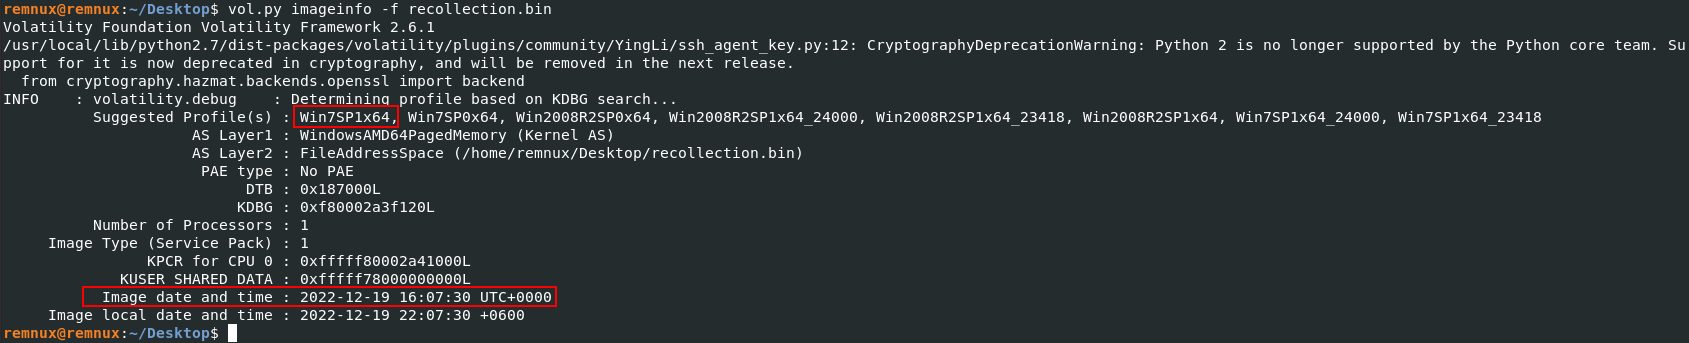 remnux@remnux:~/Desktop$ vol.py imageinfo -f recollection.bin
Volatility Foundation Volatility Framework 2.6.1
/usr/local/lib/python2.7/dist-packages/volatility/plugins/community/YingLi/ssh_agent_key.py:12: CryptographyDeprecationWarning: Python 2 is no longer supported by the Python core team. Su
pport for it is now deprecated in cryptography, and will be removed in the next release.
  from cryptography.hazmat.backends.openssl import backend
INFO    : volatility.debug    : Determining profile based on KDBG search...
          Suggested Profile(s) : Win7SP1x64, Win7SP0x64, Win2008R2SP0x64, Win2008R2SP1x64_24000, Win2008R2SP1x64_23418, Win2008R2SP1x64, Win7SP1x64_24000, Win7SP1x64_23418
                     AS Layer1 : WindowsAMD64PagedMemory (Kernel AS)
                     AS Layer2 : FileAddressSpace (/home/remnux/Desktop/recollection.bin)
                      PAE type : No PAE
                           DTB : 0x187000L
                          KDBG : 0xf80002a3f120L
          Number of Processors : 1
     Image Type (Service Pack) : 1
                KPCR for CPU 0 : 0xfffff80002a41000L
             KUSER_SHARED_DATA : 0xfffff78000000000L
           Image date and time : 2022-12-19 16:07:30 UTC+0000
     Image local date and time : 2022-12-19 22:07:30 +0600
remnux@remnux:~/Desktop$